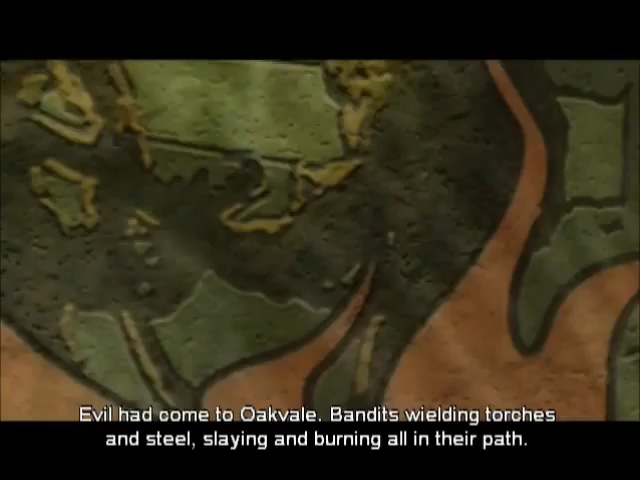 Evil had come to Oakvale. Bandits wielding torches
and steel, slaying and burning all in their path.